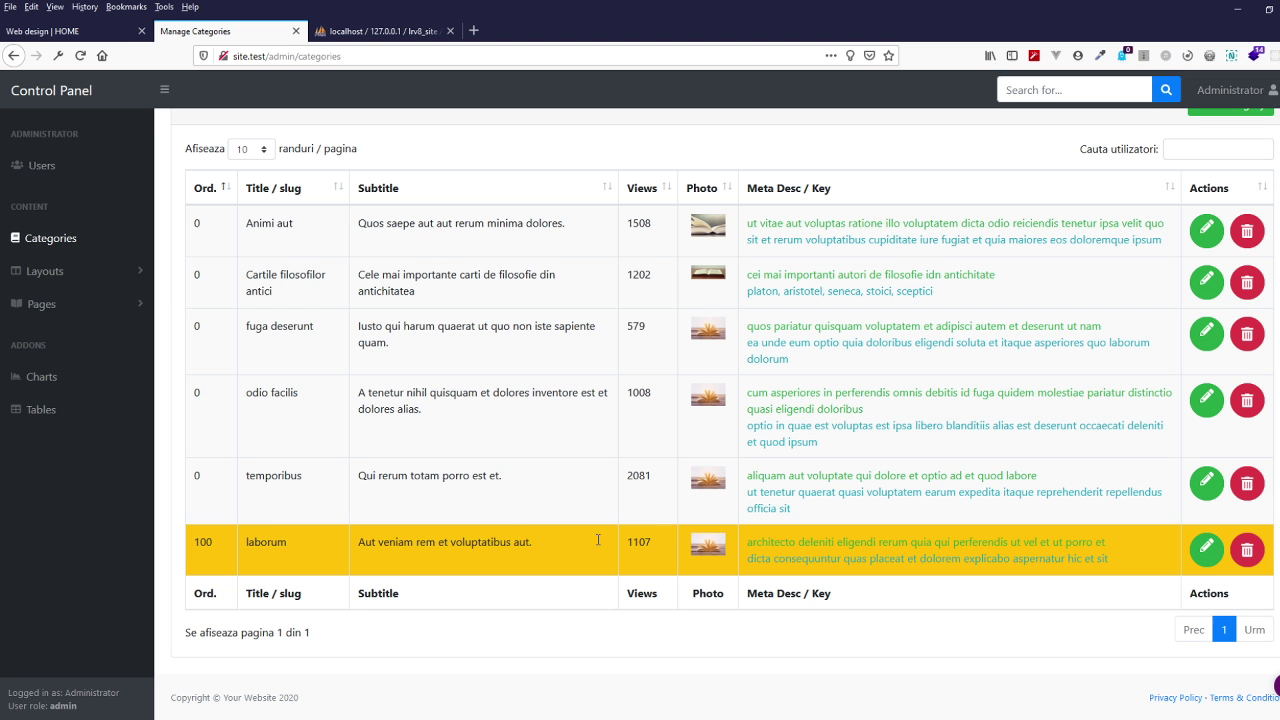 File Edit View History Bookmarks Tools Help
Web design | HOME
Manage Categories
localhost / 127.0.0.1 / lrv8_site
site.test/admin/categories
0
14
Control Panel
Search for...
Administrator
ADMINISTRATOR
Users
CONTENT
Categories
Layouts
Pages
ADDONS
Charts
Tables
Logged in as: Administrator
User role: admin
Afiseaza 10 randuri / pagina
Cauta utilizatori:
Ord. Title / slug Subtitle Views Photo Meta Desc / Key Actions
0 Animi aut Quos saepe aut aut rerum minima dolores. 1508 ut vitae aut voluptas ratione illo voluptatem dicta odio reiciendis tenetur ipsa velit quo
sit et rerum voluptatibus cupiditate iure fugiat et quia maiores eos doloremque ipsum
0 Cartile filosofilor Cele mai importante carti de filosofie din 1202 cei mai importanti autori de filosofie idn antichitate
antici antichitatea platon, aristotel, seneca, stoici, sceptici
0 fuga deserunt Iusto qui harum quaerat ut quo non iste sapiente 579 quos pariatur quisquam voluptatem et adipisci autem et deserunt ut nam
quam. ea unde eum optio quia doloribus eligendi soluta et itaque asperiores quo laborum
dolorum
0 odio facilis A tenetur nihil quisquam et dolores inventore est et 1008 cum asperiores in perferendis omnis debitis id fuga quidem molestiae pariatur distinctio
dolores alias. quasi eligendi doloribus
optio in quae est voluptas est ipsa libero blanditiis alias est deserunt occaecati deleniti
et quod ipsum
0 temporibus Qui rerum totam porro est et. 2081 aliquam aut voluptate qui dolore et optio ad et quod labore
ut tenetur quaerat quasi voluptatem earum expedita itaque reprehenderit repellendus
officia sit
100 laborum Aut veniam rem et voluptatibus aut. 1107 architecto deleniti eligendi rerum quia qui perferendis ut vel et ut porro et
dicta consequuntur quas placeat et dolorem explicabo aspernatur hic et sit
Ord. Title / slug Subtitle Views Photo Meta Desc / Key Actions
Se afiseaza pagina 1 din 1
Prec 1 Urm
Copyright © Your Website 2020
Privacy Policy · Terms & Conditio